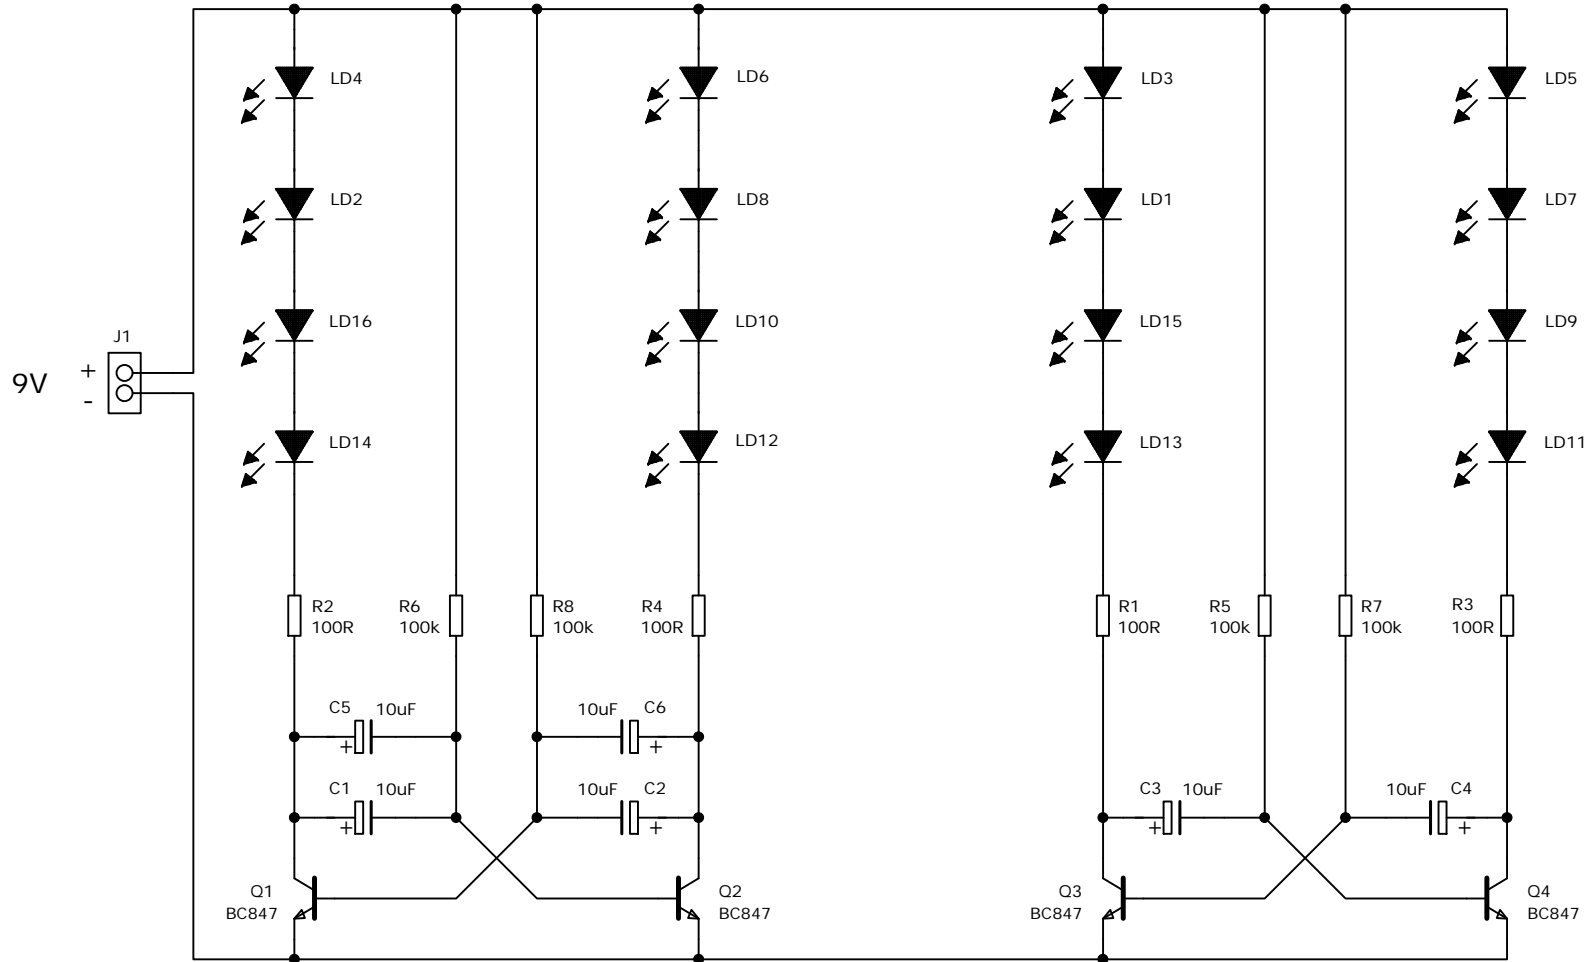 LD4
LD6
LD3
LD5
LD2
LD8
LD1
LD7
LD16
LD10
LD15
LD9
J1
9V
+
-
LD14
LD12
LD13
LD11
R2
100R
R6
100k
R8
100k
R4
100R
R1
100R
R5
100k
R7
100k
R3
100R
C5 10uF
+
10uF C6
+
C1 10uF
+
10uF C2
+
C3 10uF
+
10uF C4
+
Q1
BC847
Q2
BC847
Q3
BC847
Q4
BC847